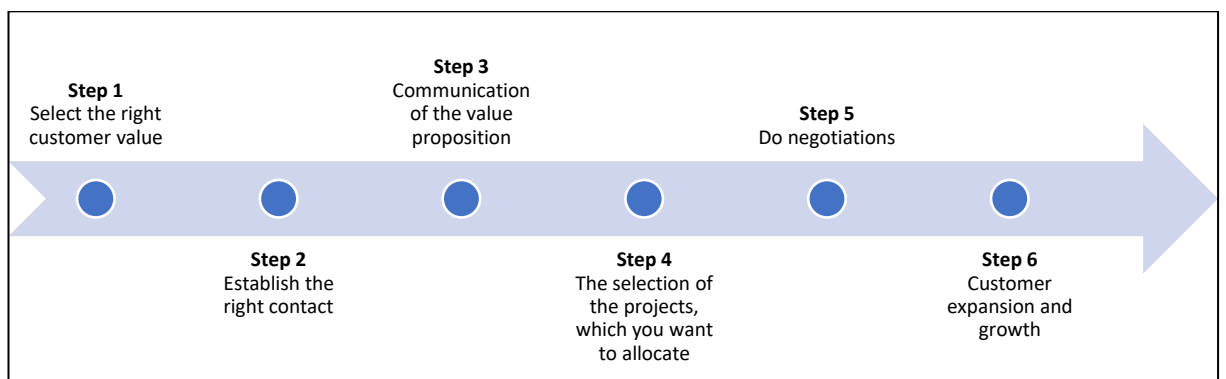 Step 1
Select the right
customer value
Step 2
Establish the
right contact
Step 3
Communication
of the value
proposition
Step 4
The selection of
the projects,
which you want
to allocate
Step 5
Do negotiations
Step 6
Customer
expansion and
growth